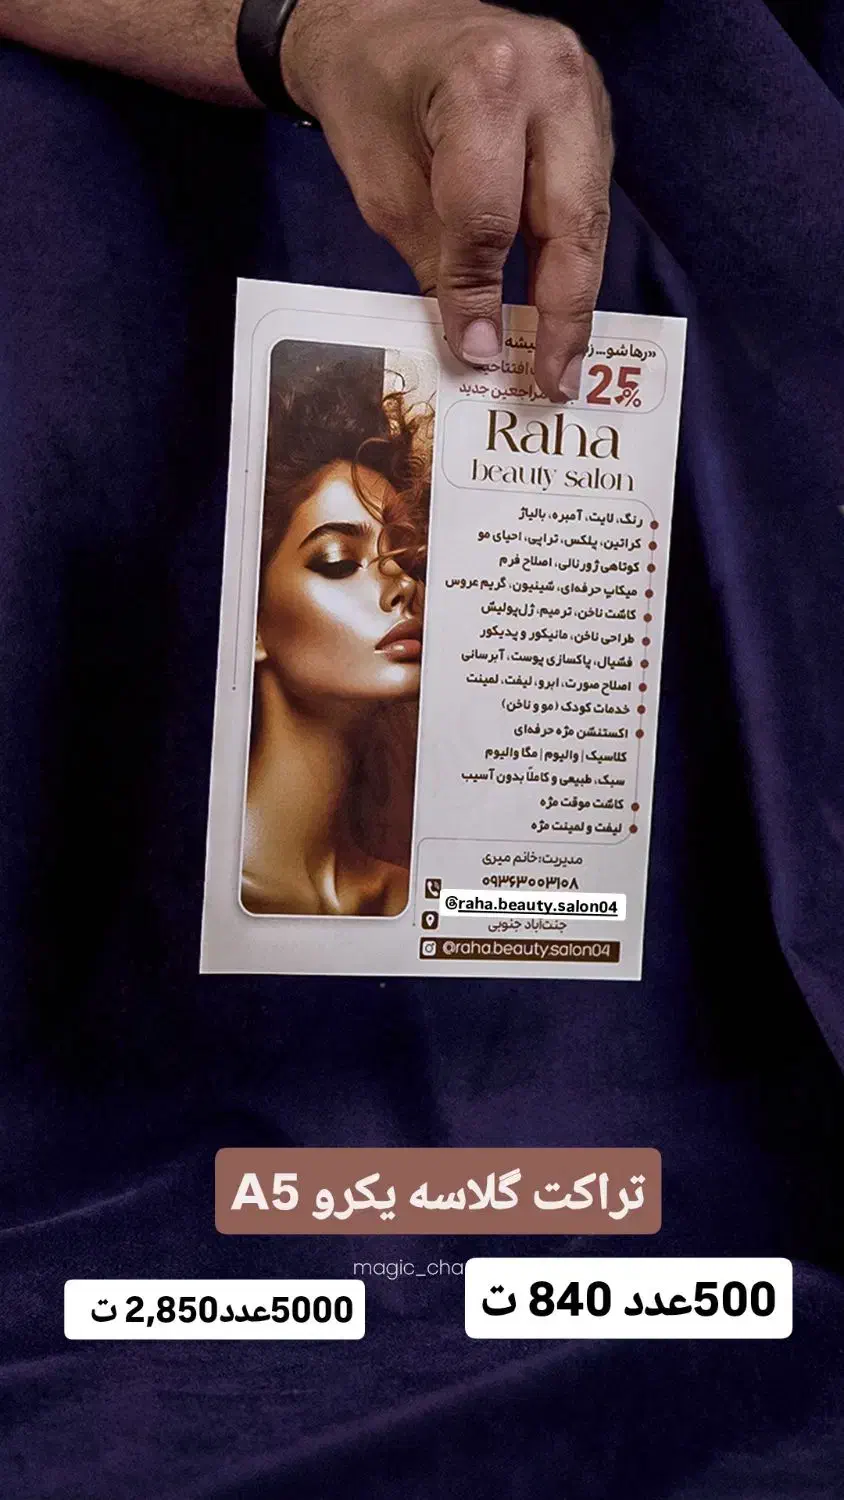 «رها شو...
25%
مراجعین جدید
Raha
beauty salon
رنگ، لایت، آمبره، بالیاژ
کراتین، پلکس، تراپی، احیای مو
کوتاهی ژورنالی، اصلاح فرم
میکاپ حرفه‌ای، شینیون، گریم عروس
کاشت ناخن، ترمیم، ژل‌پولیش
طراحی ناخن، مانیکور و پدیکور
فشیال، پاکسازی پوست، آبرسانی
اصلاح صورت، ابرو، لیفت، لمینت
خدمات کودک (مو و ناخن)
اکستنشن مژه حرفه‌ای
کلاسیک | والیوم | مگا والیوم
سبک، طبیعی و کاملاً بدون آسیب
کاشت موقت مژه
لیفت و لمینت مژه
مدیریت: خانم میری
۰۹۳۶۳۰۰۳۱۰۸
@raha.beauty.salon04
جنت‌آباد جنوبی
@raha.beauty.salon04
تراکت گلاسه یکرو A5
magic_cha
500عدد 840 ت
5000عدد2,850 ت